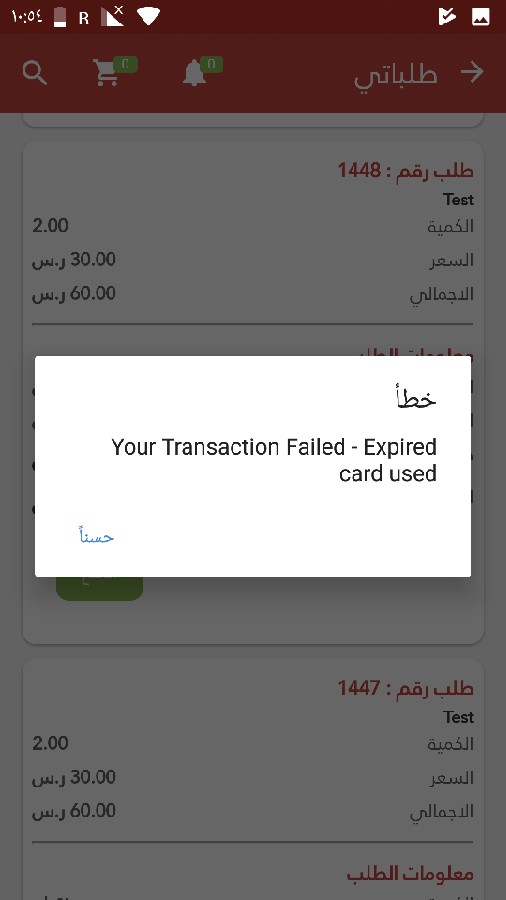 ١٠:٥٤
R
طلباتي
0
0
طلب رقم : 1448
Test
الكمية 2.00
السعر 30.00 ر.س
الاجمالي 60.00 ر.س
خطأ
Your Transaction Failed - Expired
card used
حسناً
طلب رقم : 1447
Test
الكمية 2.00
السعر 30.00 ر.س
الاجمالي 60.00 ر.س
معلومات الطلب